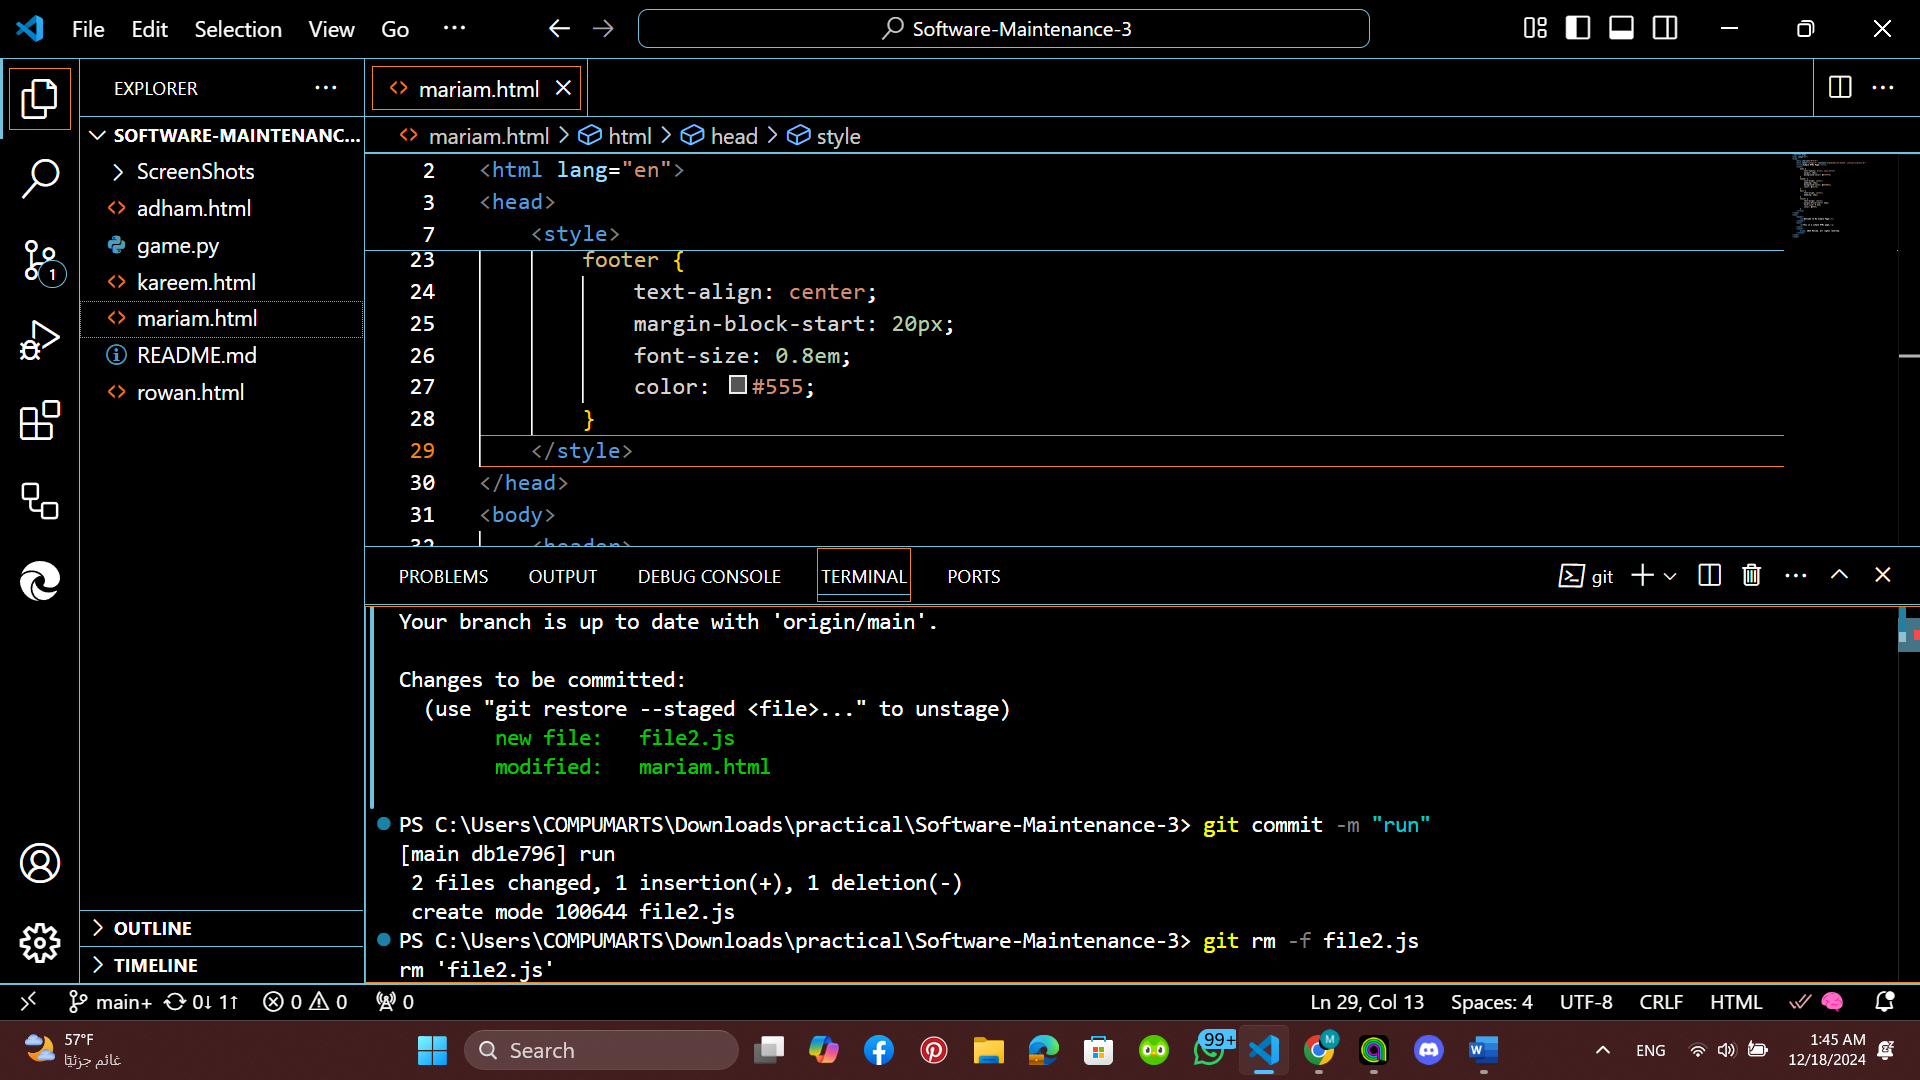 File Edit Selection View Go ···
Software-Maintenance-3
EXPLORER
SOFTWARE-MAINTENANC...
ScreenShots
adham.html
game.py
kareem.html
mariam.html
README.md
rowan.html
OUTLINE
TIMELINE
1
mariam.html
mariam.html > html > head > style
2 <html lang="en">
3 <head>
7 <style>
23 footer {
24 text-align: center;
25 margin-block-start: 20px;
26 font-size: 0.8em;
27 color: #555;
28 }
29 </style>
30 </head>
31 <body>
32 <header>
PROBLEMS OUTPUT DEBUG CONSOLE TERMINAL PORTS
git
Your branch is up to date with 'origin/main'.
Changes to be committed:
(use "git restore --staged <file>..." to unstage)
new file: file2.js
modified: mariam.html
PS C:\Users\COMPUMARTS\Downloads\practical\Software-Maintenance-3> git commit -m "run"
[main db1e796] run
2 files changed, 1 insertion(+), 1 deletion(-)
create mode 100644 file2.js
PS C:\Users\COMPUMARTS\Downloads\practical\Software-Maintenance-3> git rm -f file2.js
rm 'file2.js'
main+ 0↓ 1↑ 0 0 0
Ln 29, Col 13 Spaces: 4 UTF-8 CRLF HTML
57°F
غائم جزئيًا
Search
99+
M
ENG
1:45 AM
12/18/2024